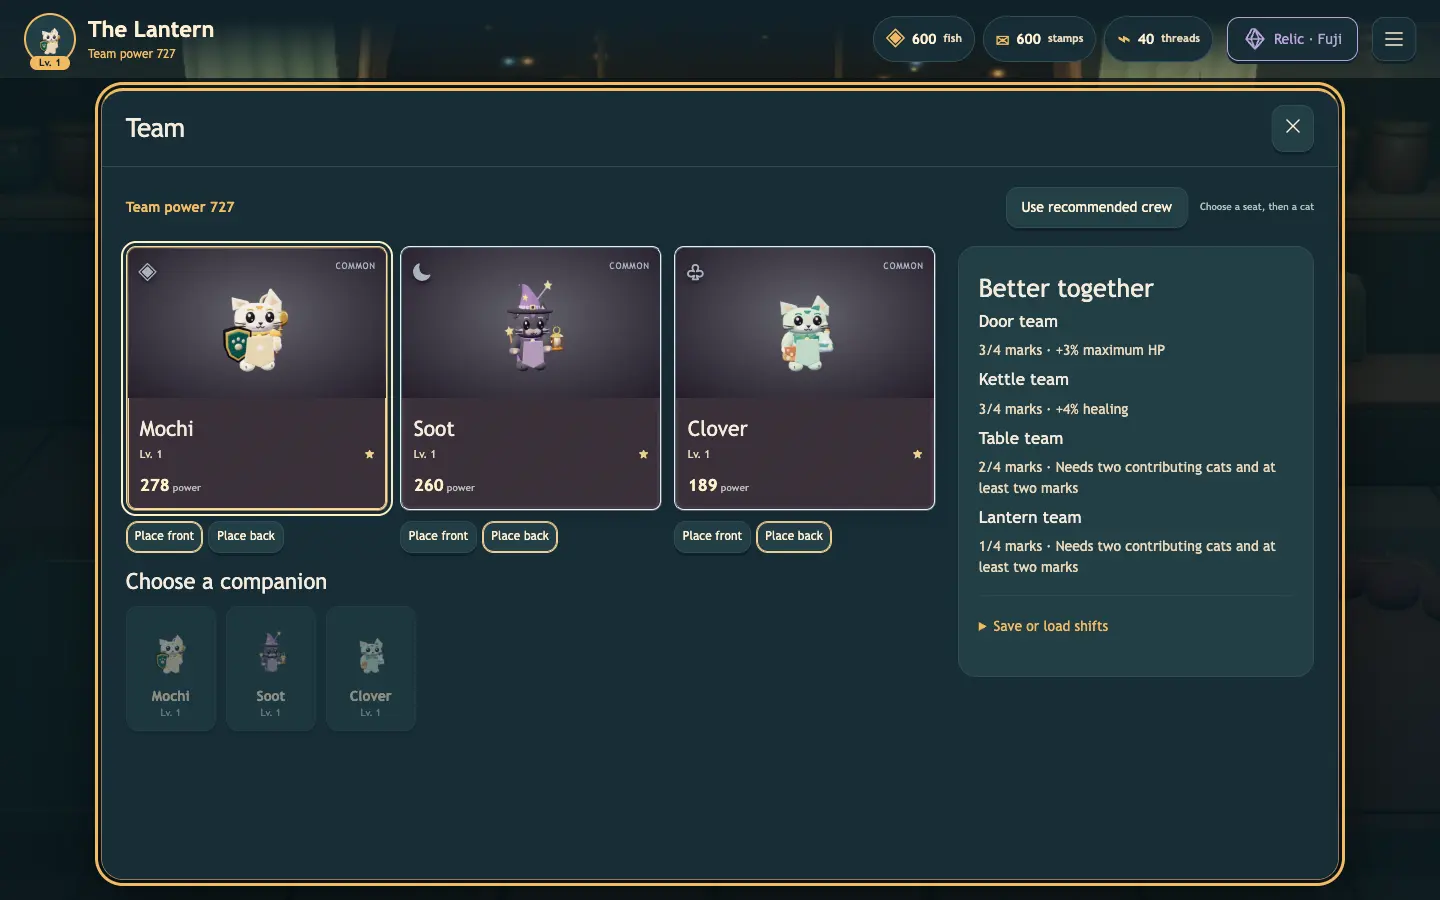 The Lantern
Team power 727
Lv. 1
600 fish
600 stamps
40 threads
Relic · Fuji
Team
Team power 727
Use recommended crew
Choose a seat, then a cat
COMMON
Mochi
Lv. 1
278 power
Place front
Place back
COMMON
Soot
Lv. 1
260 power
Place front
Place back
COMMON
Clover
Lv. 1
189 power
Place front
Place back
Better together
Door team
3/4 marks · +3% maximum HP
Kettle team
3/4 marks · +4% healing
Table team
2/4 marks · Needs two contributing cats and at
least two marks
Lantern team
1/4 marks · Needs two contributing cats and at
least two marks
Save or load shifts
Choose a companion
Mochi
Lv. 1
Soot
Lv. 1
Clover
Lv. 1